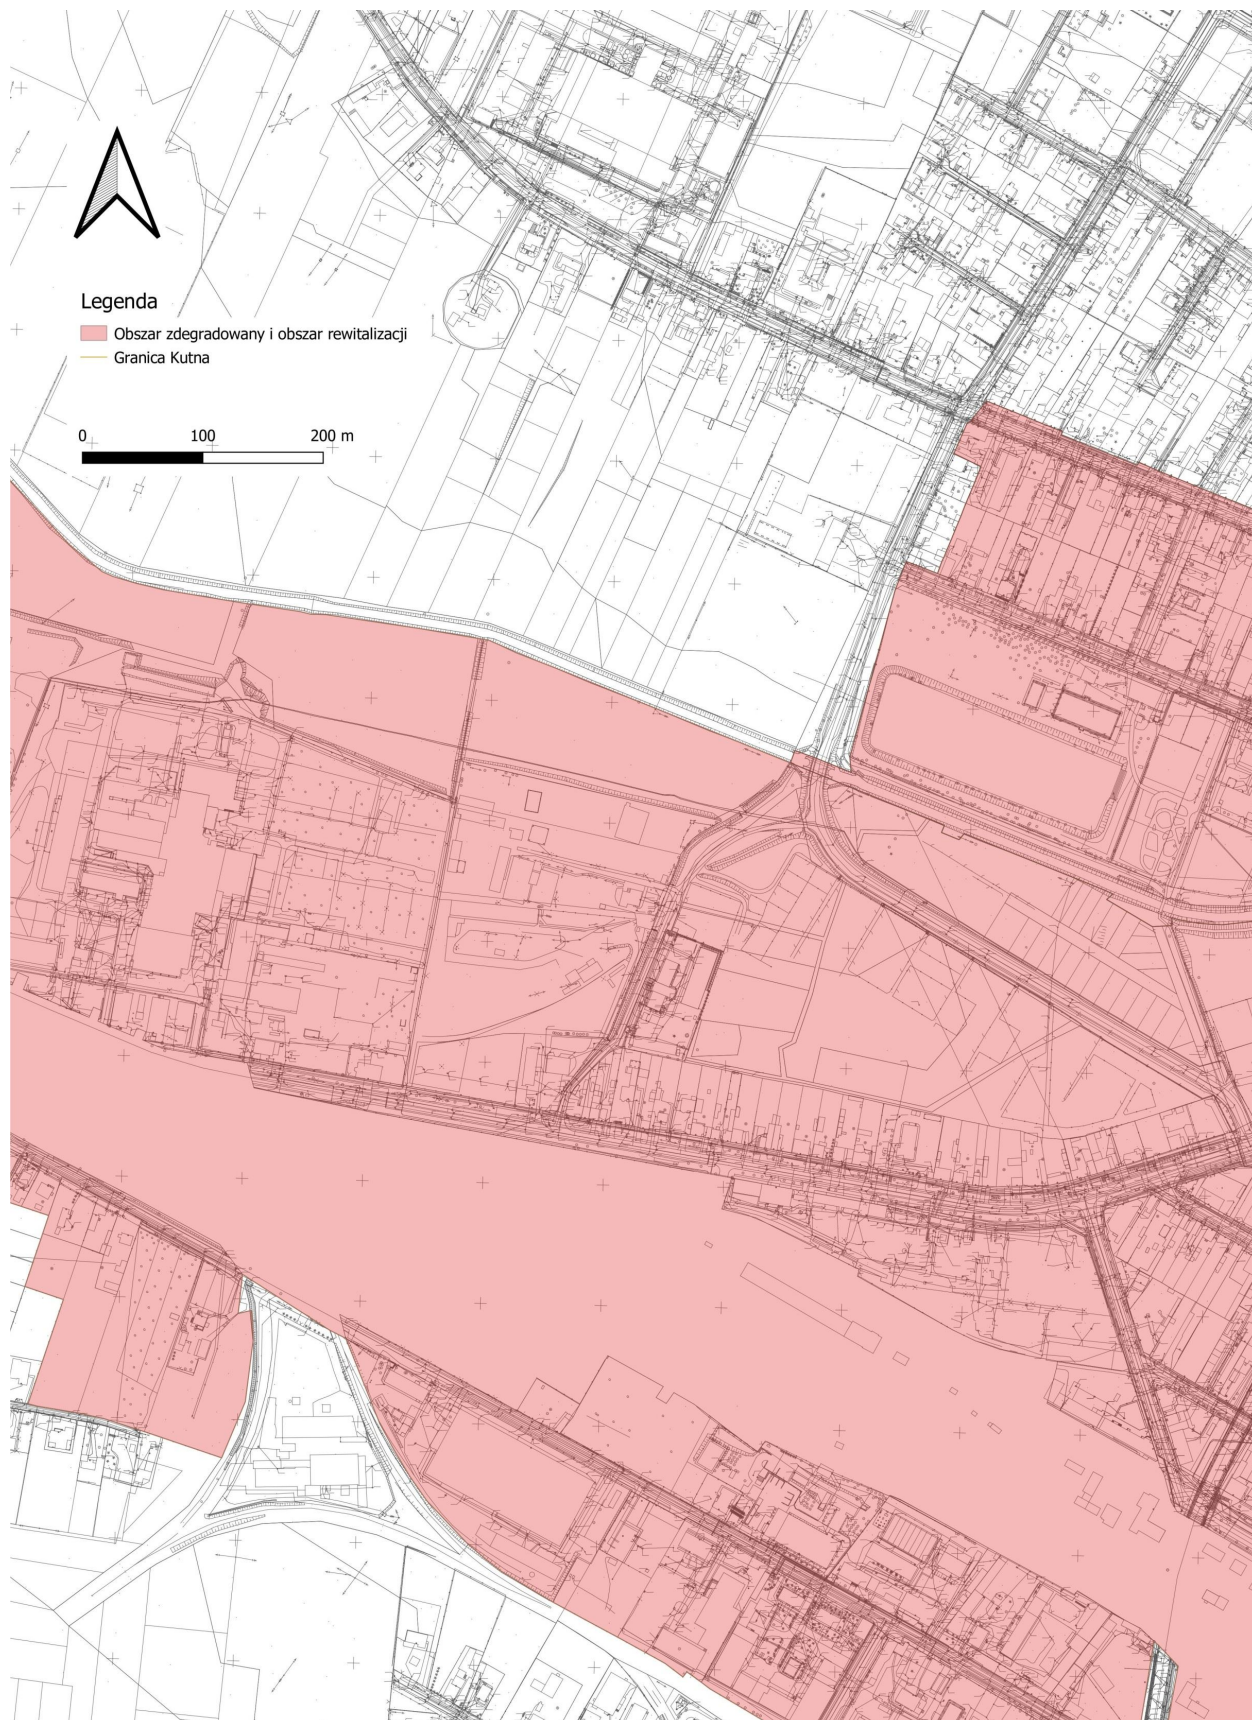 Legenda
Obszar zdegradowany i obszar rewitalizacji
Granica Kutna
0 100 200 m